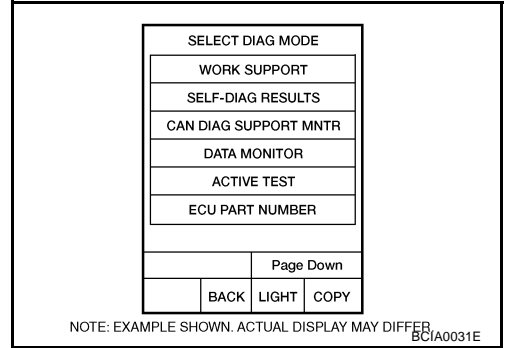 SELECT DIAG MODE
WORK SUPPORT
SELF-DIAG RESULTS
CAN DIAG SUPPORT MNTR
DATA MONITOR
ACTIVE TEST
ECU PART NUMBER
Page Down
BACK LIGHT COPY
NOTE: EXAMPLE SHOWN. ACTUAL DISPLAY MAY DIFFER.
BCIA0031E